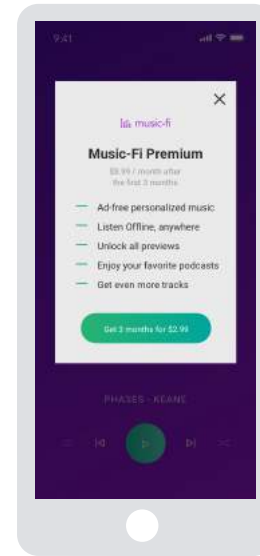 9:41
music-fi
Music-Fi Premium
$8.99 / month after
the first 3 months
Ad-free personalized music
Listen Offline, anywhere
Unlock all previews
Enjoy your favorite podcasts
Get even more tracks
Get 3 months for $2.99
PHASES - KEANE